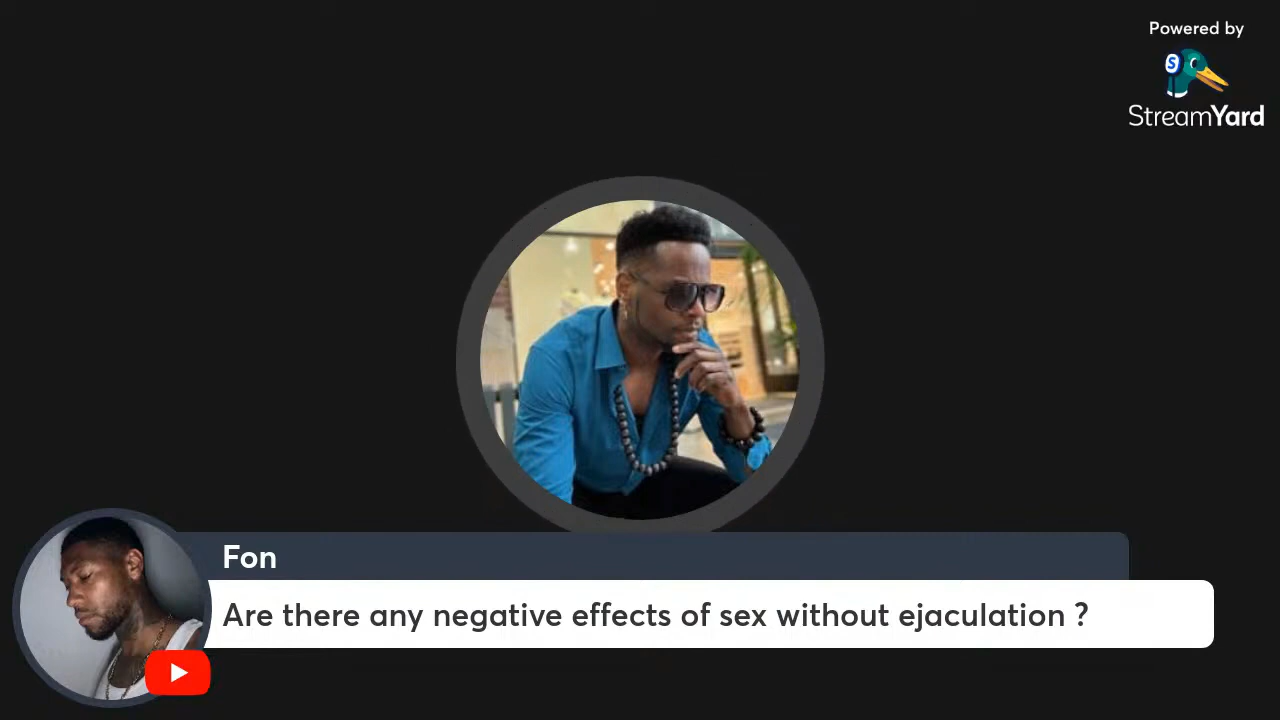 Powered by
StreamYard
Fon
Are there any negative effects of sex without ejaculation ?